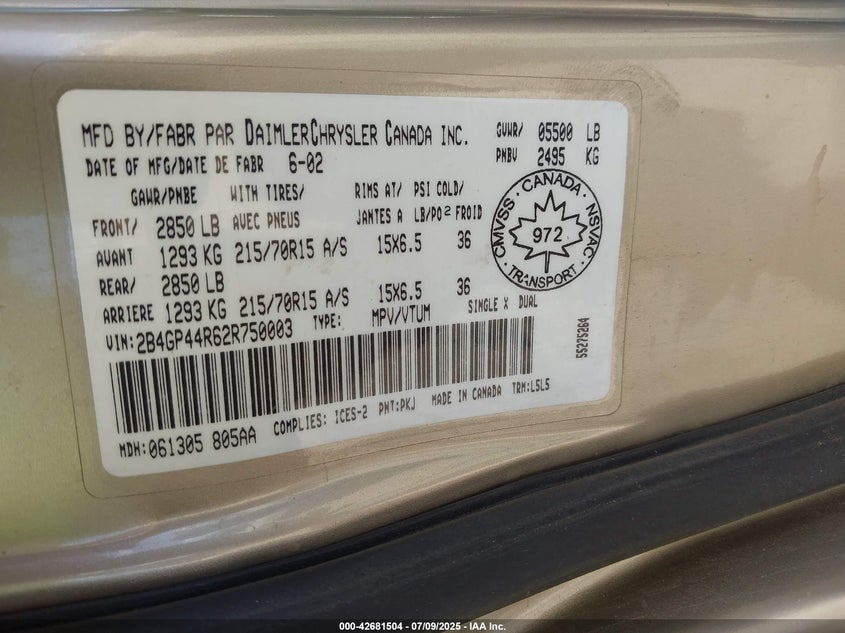 MFD BY/FABR PAR DAIMLERCHRYSLER CANADA INC. GVWR/ 05500 LB
DATE OF MFG/DATE DE FABR 6-02 PNBV 2495 KG
GAWR/PNBE WITH TIRES/ RIMS AT/ PSI COLD/
FRONT/ 2850 LB AVEC PNEUS JANTES A LB/PO2 FROID
AVANT 1293 KG 215/70R15 A/S 15X6.5 36
REAR/ 2850 LB
ARRIERE 1293 KG 215/70R15 A/S 15X6.5 36
VIN:2B4GP44R62R750003 TYPE: MPV/VTUM SINGLE X DUAL
CMVSS · CANADA · NSVAC · TRANSPORT
972
55275264
MDH:061305 805AA COMPLIES: ICES-2 PNT:PKJ MADE IN CANADA TRM:L5L5
000-42681504 / 07/09/2025 - IAA Inc.